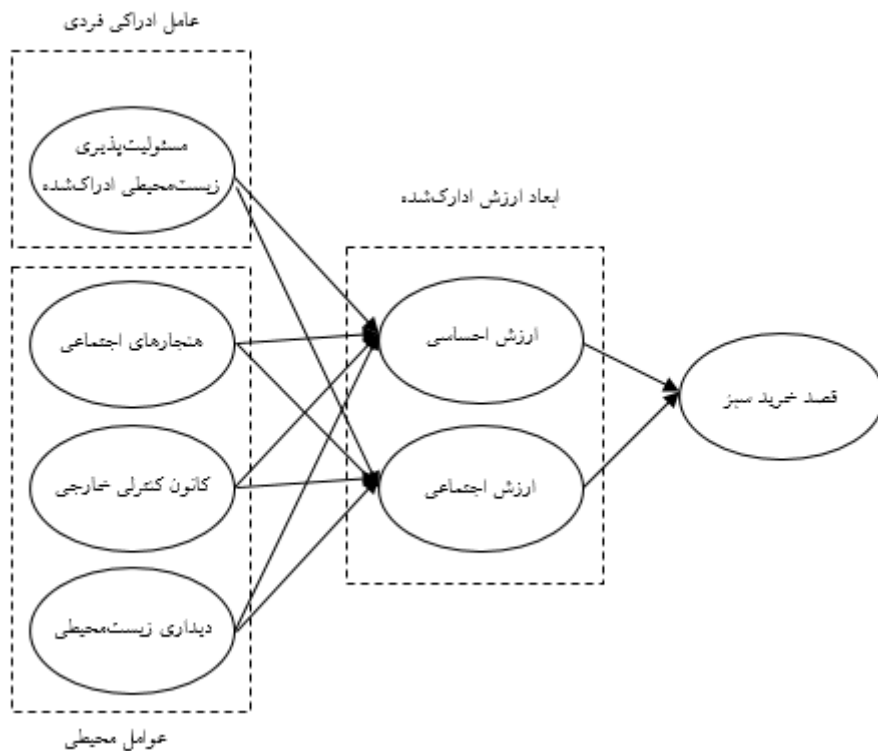 عامل ادراکی فردی
مسئولیت‌پذیری
زیست‌محیطی ادراک‌شده
ابعاد ارزش ادارک‌شده
هنجارهای اجتماعی
ارزش احساسی
قصد خرید سبز
کانون کنترلی خارجی
ارزش اجتماعی
دیداری زیست‌محیطی
عوامل محیطی